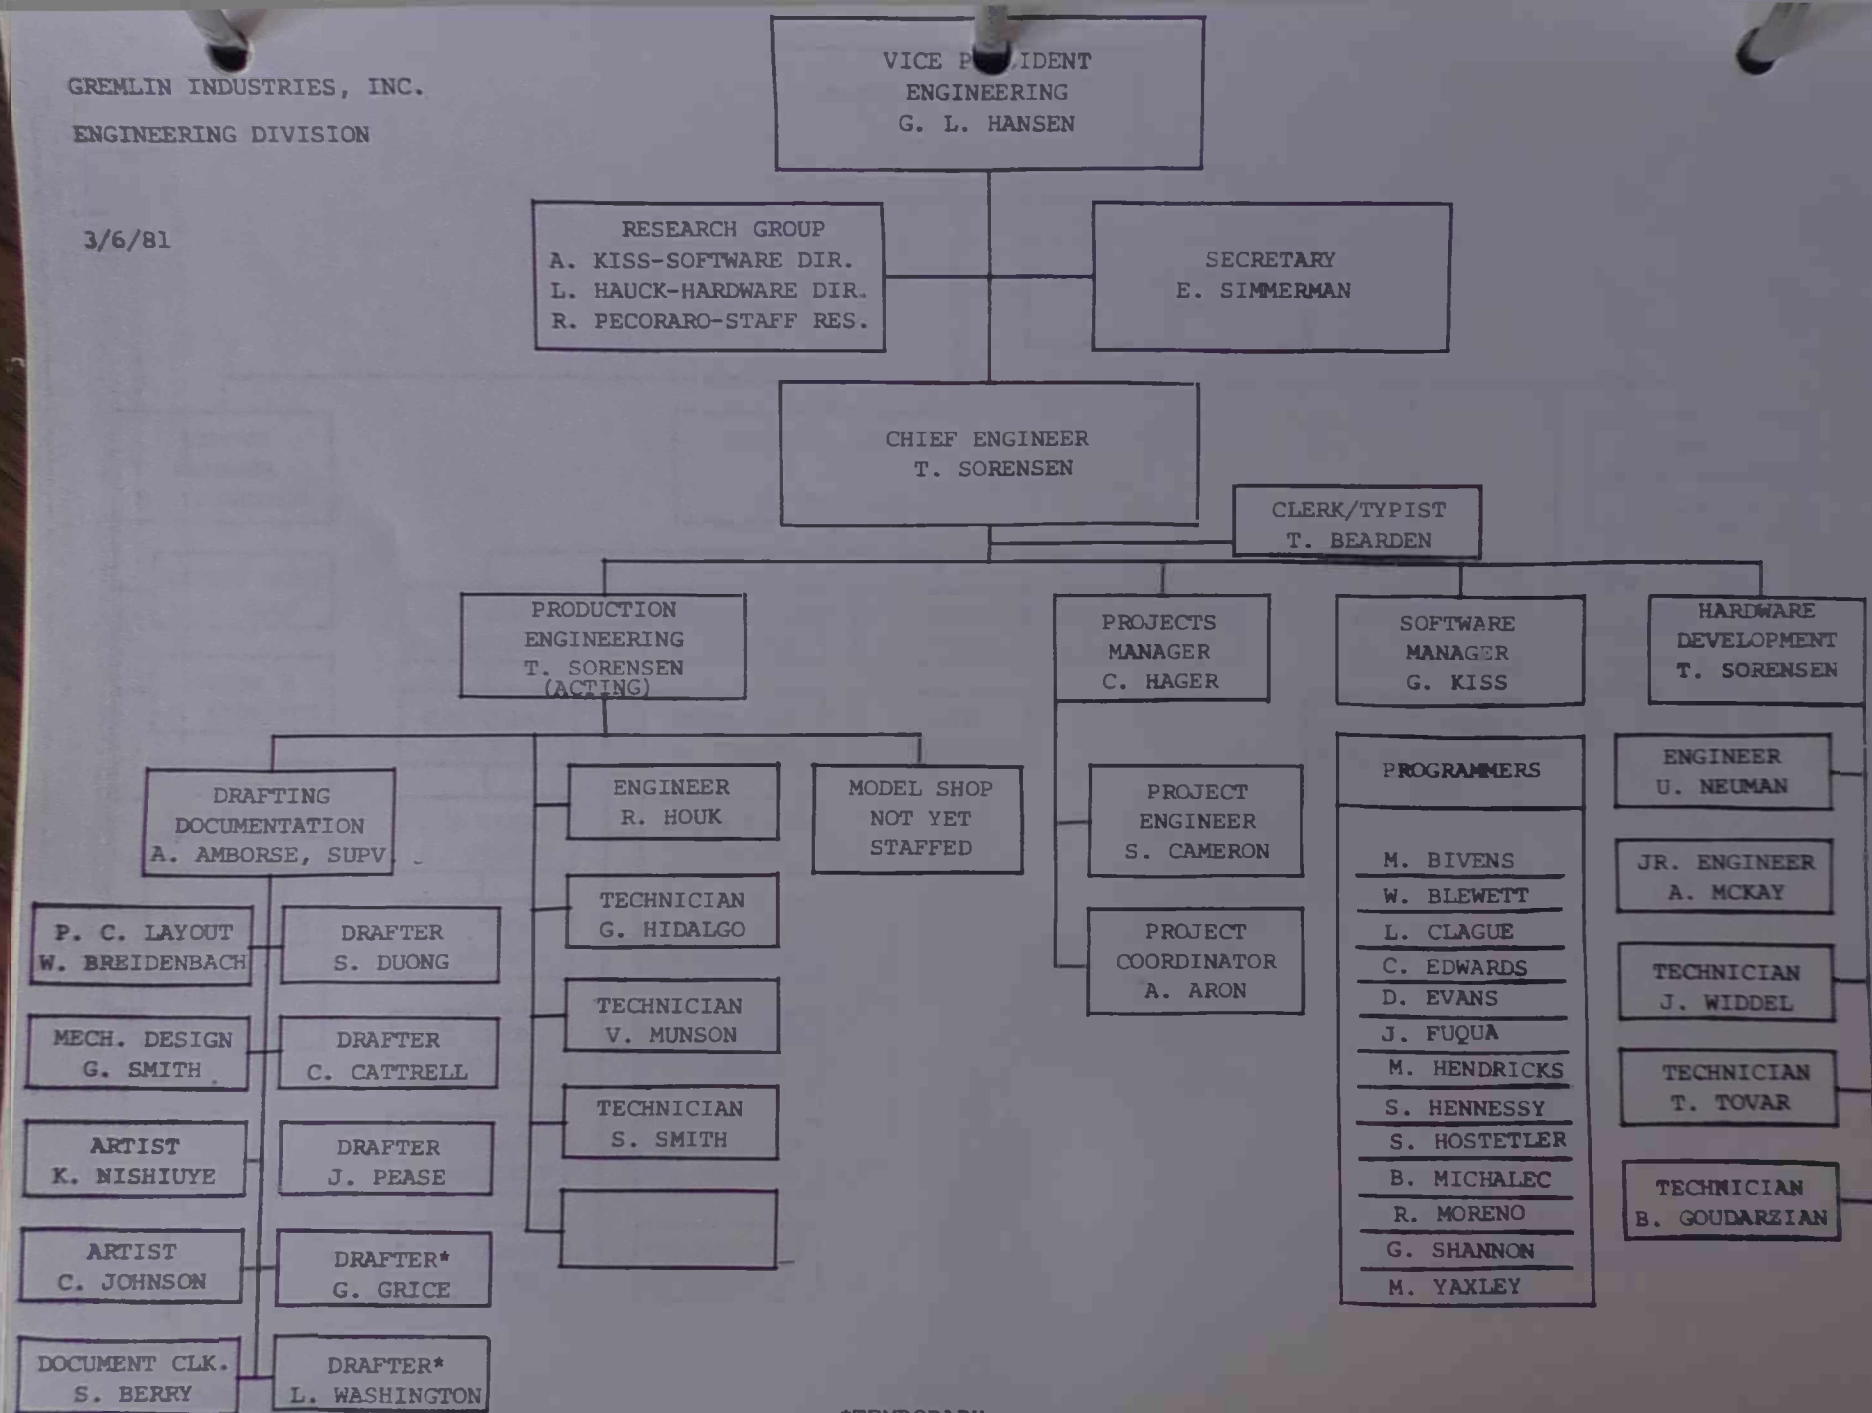 GREMLIN INDUSTRIES, INC.
ENGINEERING DIVISION
3/6/81
VICE
ENGINEERING
G. L. HANSEN
RESEARCH GROUP
A. KISS-SOFTWARE DIR.
L. HAUCK-HARDWARE DIR.
R. PECORARO-STAFF RES.
SECRETARY
E. SIMMERMAN
CHIEF ENGINEER
T. SORENSEN
CLERK/TYPIST
T. BEARDEN
PRODUCTION
ENGINEERING
T. SORENSEN
(ACTING)
PROJECTS
MANAGER
C. HAGER
SOFTWARE
MANAGER
G. KISS
HARDWARE
DEVELOPMENT
T. SORENSEN
DRAFTING
DOCUMENTATION
A. AMBORSE, SUPV.
P. C. LAYOUT
W. BREIDENBACH
DRAFTER
S. DUONG
MECH. DESIGN
G. SMITH
DRAFTER
C. CATTRELL
ARTIST
K. NISHIUYE
DRAFTER
J. PEASE
ARTIST
C. JOHNSON
DRAFTER*
G. GRICE
DOCUMENT CLK.
S. BERRY
DRAFTER*
L. WASHINGTON
ENGINEER
R. HOUK
TECHNICIAN
G. HIDALGO
TECHNICIAN
V. MUNSON
TECHNICIAN
S. SMITH
MODEL SHOP
NOT YET
STAFFED
PROJECT
ENGINEER
S. CAMERON
PROJECT
COORDINATOR
A. ARON
PROGRAMMERS
M. BIVENS
W. BLEWETT
L. CLAGUE
C. EDWARDS
D. EVANS
J. FUQUA
M. HENDRICKS
S. HENNESSY
S. HOSTETLER
B. MICHALEC
R. MORENO
G. SHANNON
M. YAXLEY
ENGINEER
U. NEUMAN
JR. ENGINEER
A. MCKAY
TECHNICIAN
J. WIDDEL
TECHNICIAN
T. TOVAR
TECHNICIAN
B. GOUDARZIAN